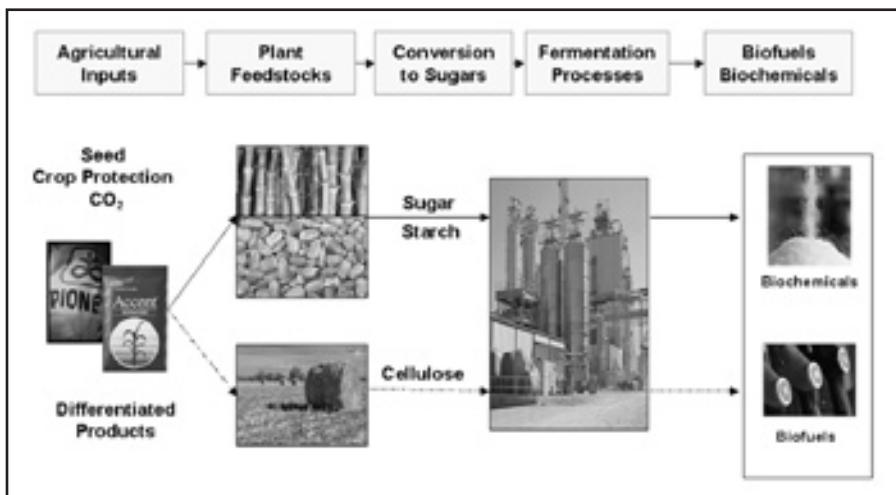 Agricultural
Inputs
Plant
Feedstocks
Conversion
to Sugars
Fermentation
Processes
Biofuels
Biochemicals
Seed
Crop Protection
CO₂
PIONE
Accent
Differentiated
Products
Sugar
Starch
Cellulose
Biochemicals
Biofuels